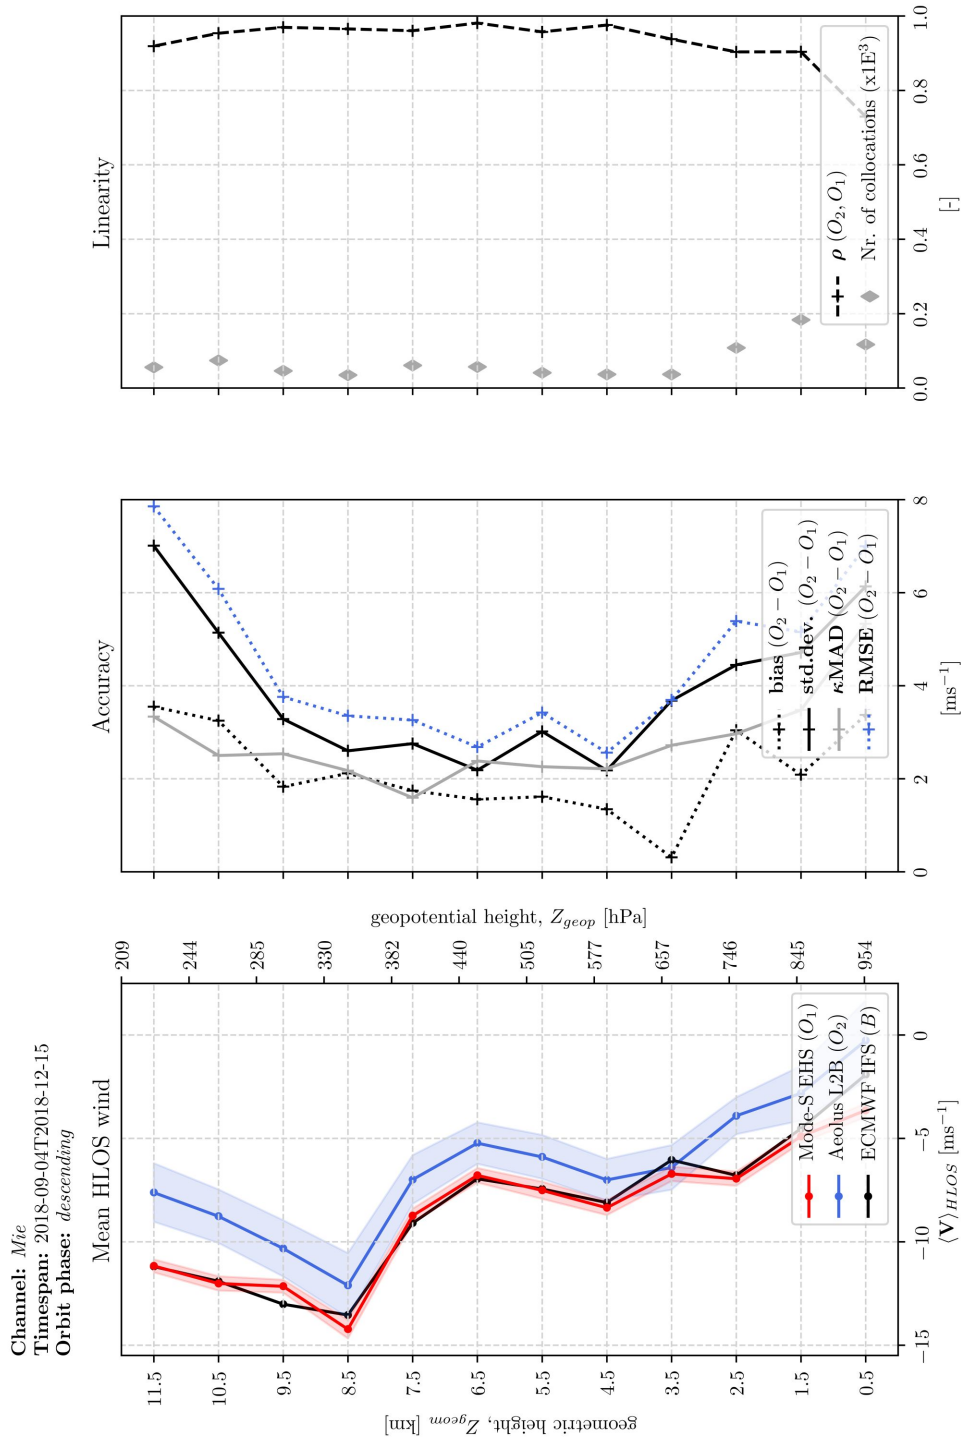 Channel: Mie
Timespan: 2018-09-04T2018-12-15
Orbit phase: descending
Mean HLOS wind
geometric height, Z_geom [km]
11.5
10.5
9.5
8.5
7.5
6.5
5.5
4.5
3.5
2.5
1.5
0.5
−15
−10
−5
0
⟨V⟩_HLOS [ms⁻¹]
Mode-S EHS (O₁)
Aeolus L2B (O₂)
ECMWF IFS (B)
209
244
285
330
382
440
505
577
657
746
845
954
geopotential height, Z_geop [hPa]
Accuracy
0
2
4
6
8
[ms⁻¹]
bias (O₂ − O₁)
std.dev. (O₂ − O₁)
κMAD (O₂ − O₁)
RMSE (O₂ − O₁)
Linearity
0.0
0.2
0.4
0.6
0.8
1.0
[-]
ρ (O₂, O₁)
Nr. of collocations (x1E³)